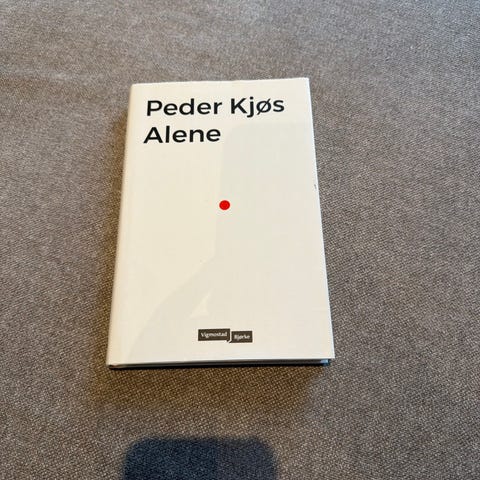 Peder Kjøs
Alene
Vigmostad
Bjørke